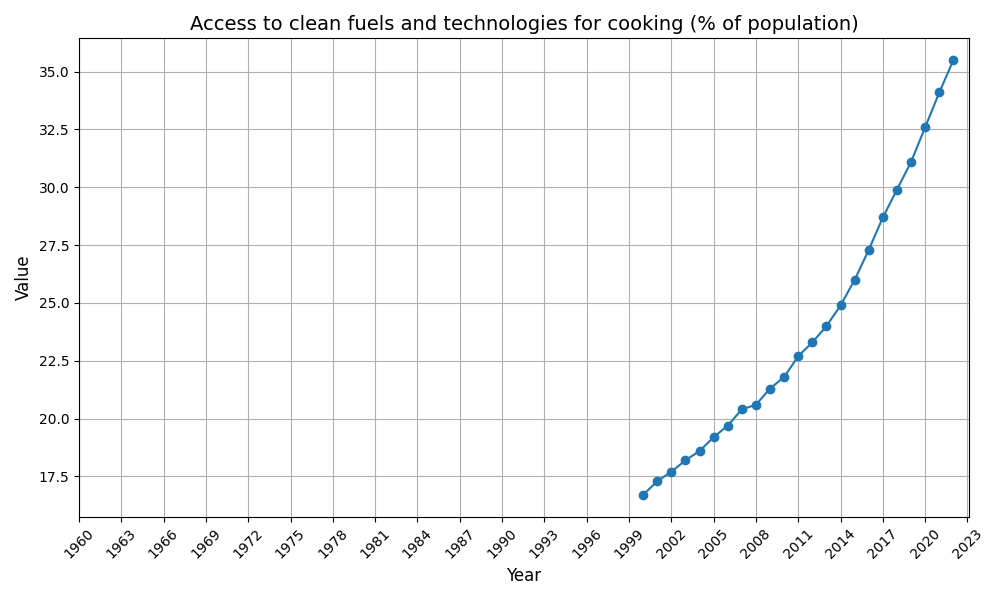 Access to clean fuels and technologies for cooking (% of population)
35.0
32.5
30.0
27.5
25.0
22.5
20.0
17.5
Value
1960 1963 1966 1969 1972 1975 1978 1981 1984 1987 1990 1993 1996 1999 2002 2005 2008 2011 2014 2017 2020 2023
Year